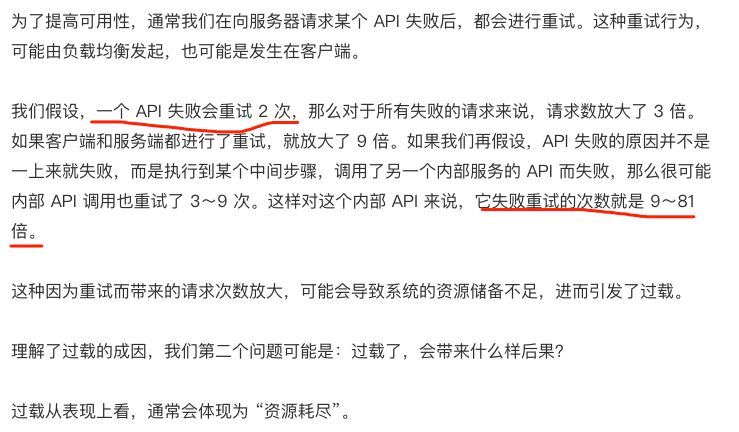 为了提高可用性，通常我们在向服务器请求某个 API 失败后，都会进行重试。这种重试行为，
可能由负载均衡发起，也可能是发生在客户端。
我们假设，一个 API 失败会重试 2 次，那么对于所有失败的请求来说，请求数放大了 3 倍。
如果客户端和服务端都进行了重试，就放大了 9 倍。如果我们再假设，API 失败的原因并不是
一上来就失败，而是执行到某个中间步骤，调用了另一个内部服务的 API 而失败，那么很可能
内部 API 调用也重试了 3～9 次。这样对这个内部 API 来说，它失败重试的次数就是 9～81
倍。
这种因为重试而带来的请求次数放大，可能会导致系统的资源储备不足，进而引发了过载。
理解了过载的成因，我们第二个问题可能是：过载了，会带来什么样后果？
过载从表现上看，通常会体现为 “资源耗尽”。